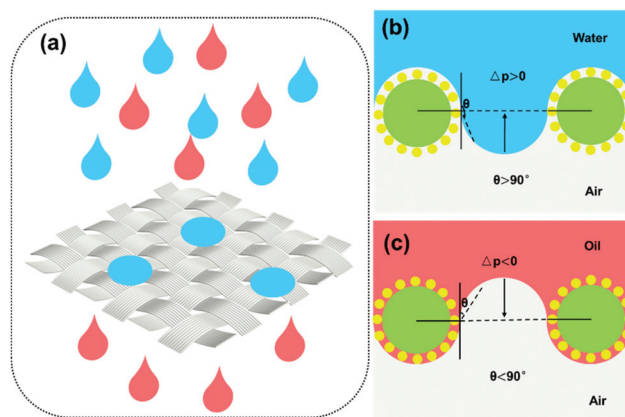 (a)
(b)
Water
△p>0
θ
θ>90°
Air
(c)
Oil
△p<0
θ
θ<90°
Air